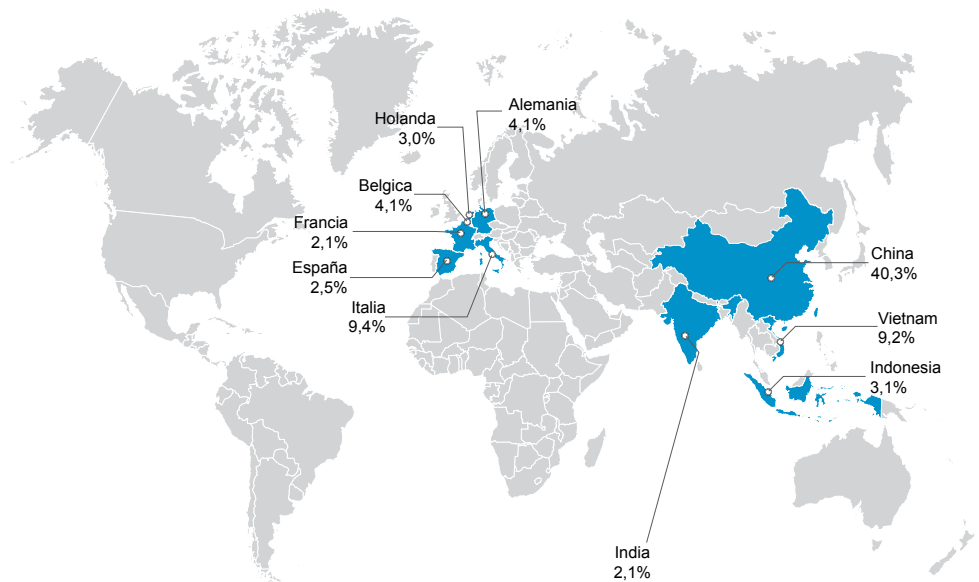 Alemania
4,1%
Holanda
3,0%
Belgica
4,1%
Francia
2,1%
España
2,5%
Italia
9,4%
China
40,3%
Vietnam
9,2%
Indonesia
3,1%
India
2,1%